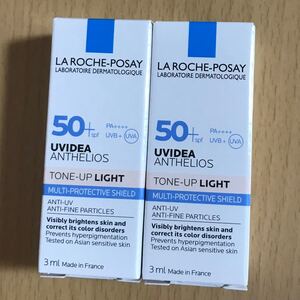 LA ROCHE-POSAY
LABORATOIRE DERMATOLOGIQUE
50+
spf
PA++++
UVB + UVA
UVIDEA
ANTHELIOS
TONE-UP LIGHT
MULTI-PROTECTIVE SHIELD
ANTI-UV
ANTI-FINE PARTICLES
Visibly brightens skin and
correct its color disorders
Prevents hyperpigmentation
Tested on Asian sensitive skin
3 ml Made in France
LA ROCHE-POSAY
LABORATOIRE DERMATOLOGIQUE
50+
spf
PA++++
UVB + UVA
UVIDEA
ANTHELIOS
TONE-UP LIGHT
MULTI-PROTECTIVE SHIELD
ANTI-UV
ANTI-FINE PARTICLES
Visibly brightens skin and
correct its color disorders
Prevents hyperpigmentation
Tested on Asian sensitive skin
3 ml Made in France